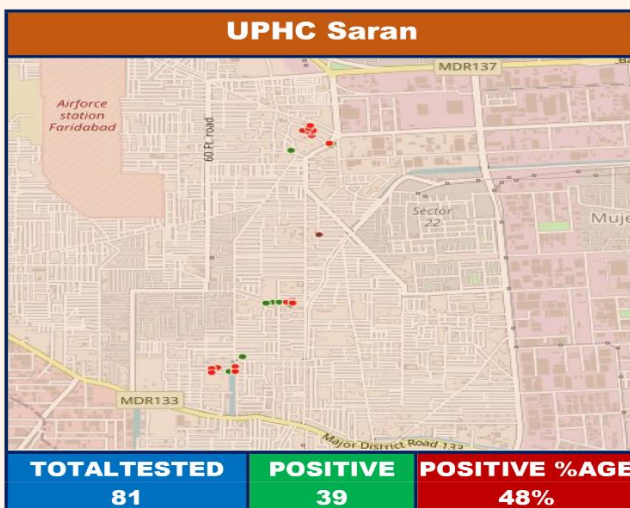 UPHC Saran
MDR137
Ba
Airforce
station
Faridabad
60 Ft. road
Sector
22
Muje
MDR133
Major District Road 133
TOTALTESTED
POSITIVE
POSITIVE %AGE
81
39
48%